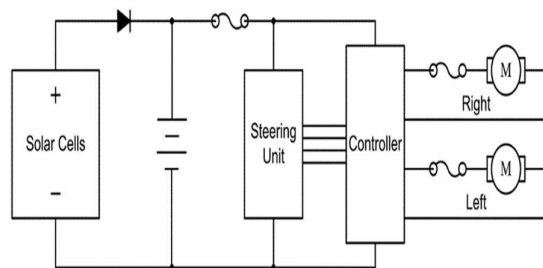 +
Solar Cells
−
Steering
Unit
Controller
M
Right
M
Left